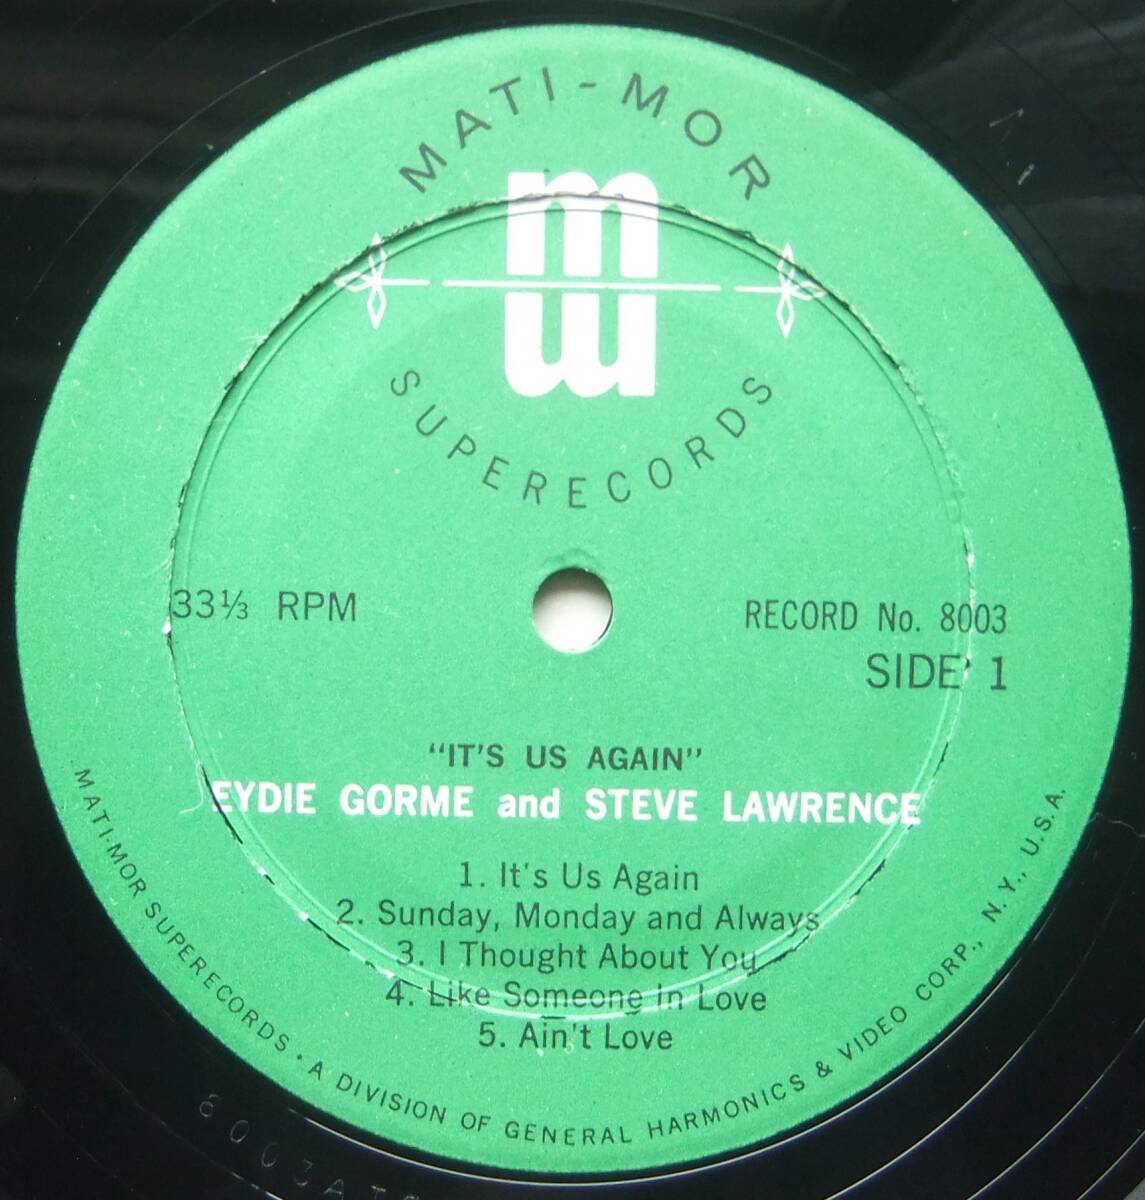 MATI-MOR
m
m
SUPERECORDS
33⅓ RPM
RECORD No. 8003
SIDE 1
"IT'S US AGAIN"
EYDIE GORME and STEVE LAWRENCE
1. It's Us Again
2. Sunday, Monday and Always
3. I Thought About You
4. Like Someone in Love
5. Ain't Love
MATI-MOR SUPERECORDS • A DIVISION OF GENERAL HARMONICS & VIDEO CORP., N. Y., U.S.A.